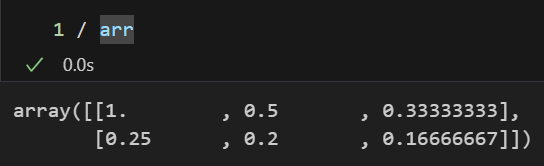 1 / arr
0.0s
array([[1.        , 0.5       , 0.33333333],
       [0.25      , 0.2       , 0.16666667]])